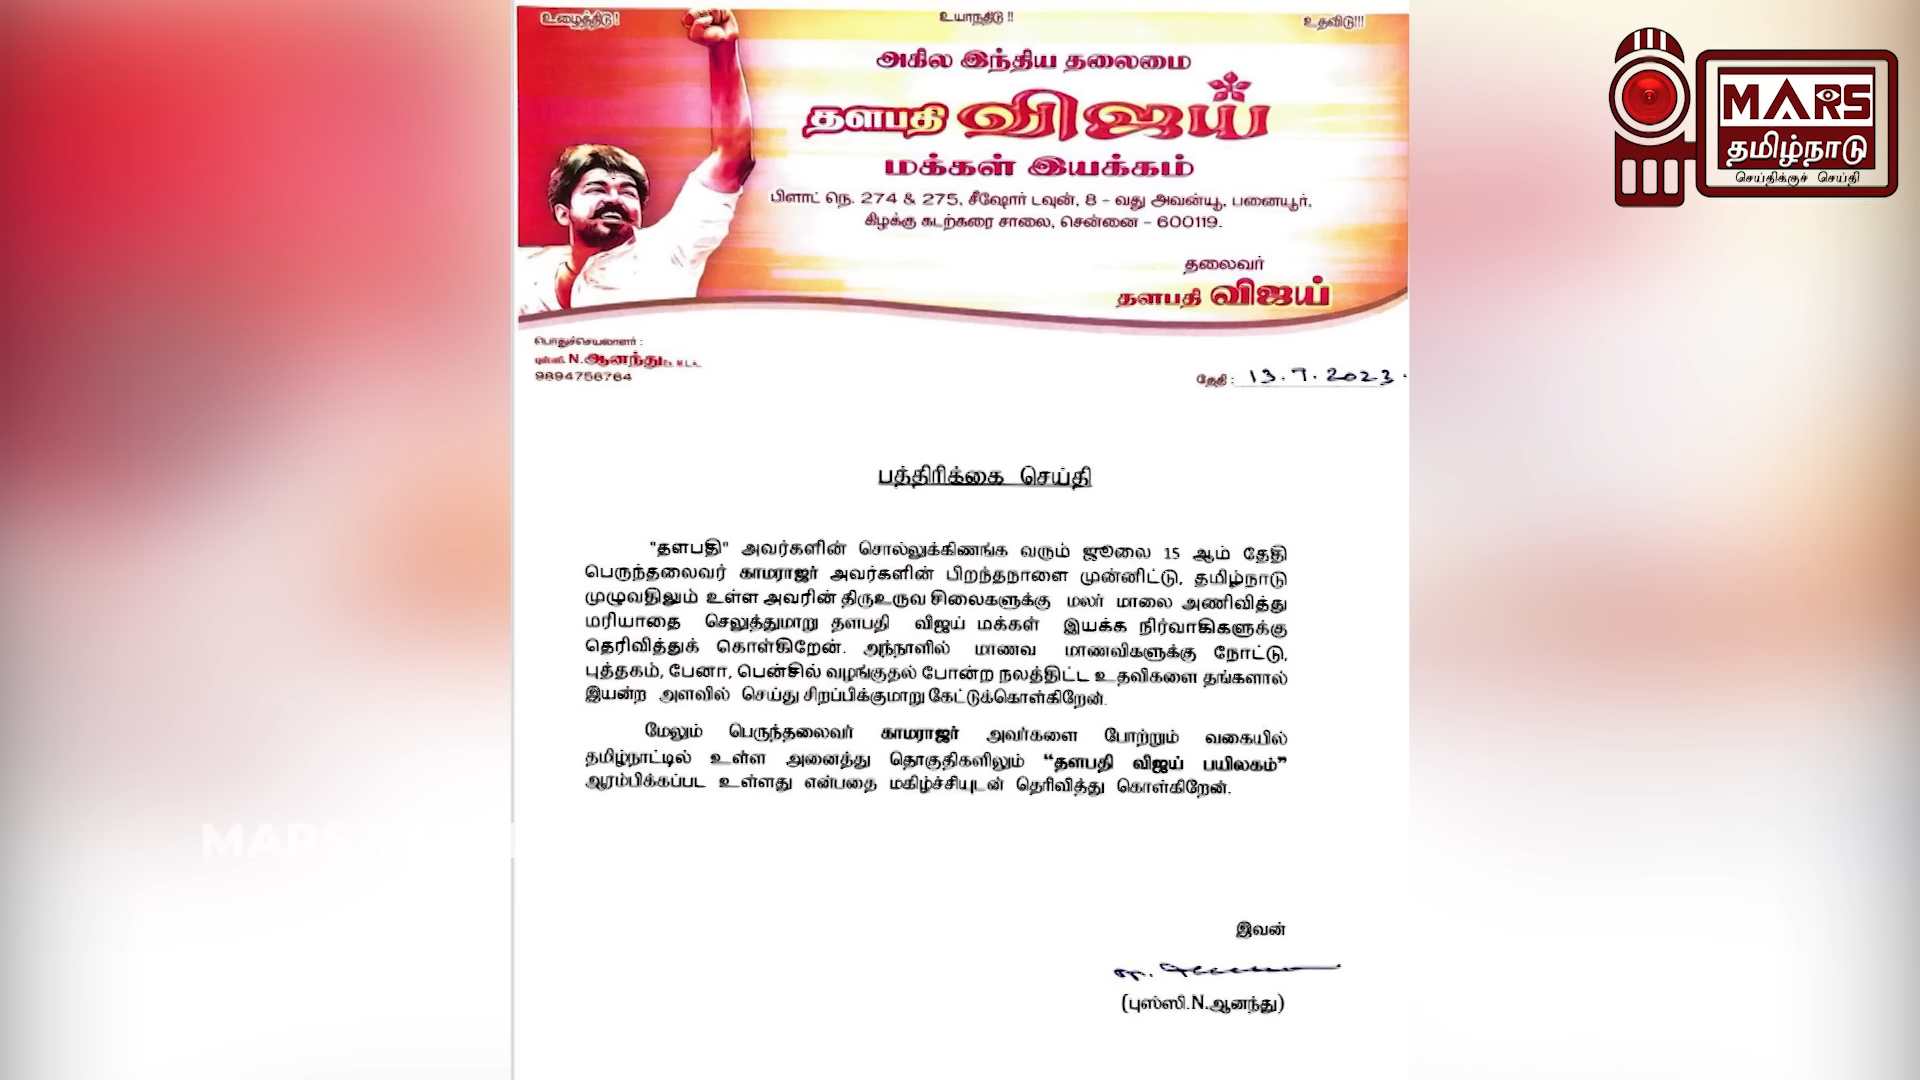 உழைத்திடு !
உயர்ந்திடு !!
உதவிடு!!!
அகில இந்திய தலைமை
தளபதி விஜய்
மக்கள் இயக்கம்
பிளாட் நெ. 274 & 275, சீஷோர் டவுன், 8 - வது அவன்யூ, பனையூர்,
கிழக்கு கடற்கரை சாலை, சென்னை - 600119.
தலைவர்
தளபதி விஜய்
பொதுச்செயலாளர் :
புஸ்ஸி. N.ஆனந்து Ex. M.L.A.,
9894756764
தேதி : 13.7.2023.
பத்திரிக்கை செய்தி
"தளபதி" அவர்களின் சொல்லுக்கிணங்க வரும் ஜூலை 15 ஆம் தேதி
பெருந்தலைவர் காமராஜர் அவர்களின் பிறந்தநாளை முன்னிட்டு, தமிழ்நாடு
முழுவதிலும் உள்ள அவரின் திருஉருவ சிலைகளுக்கு மலர் மாலை அணிவித்து
மரியாதை செலுத்துமாறு தளபதி விஜய் மக்கள் இயக்க நிர்வாகிகளுக்கு
தெரிவித்துக் கொள்கிறேன். அந்நாளில் மாணவ மாணவிகளுக்கு நோட்டு,
புத்தகம், பேனா, பென்சில் வழங்குதல் போன்ற நலத்திட்ட உதவிகளை தங்களால்
இயன்ற அளவில் செய்து சிறப்பிக்குமாறு கேட்டுக்கொள்கிறேன்.
மேலும் பெருந்தலைவர் காமராஜர் அவர்களை போற்றும் வகையில்
தமிழ்நாட்டில் உள்ள அனைத்து தொகுதிகளிலும் “தளபதி விஜய் பயிலகம்”
ஆரம்பிக்கப்பட உள்ளது என்பதை மகிழ்ச்சியுடன் தெரிவித்து கொள்கிறேன்.
இவன்
(புஸ்ஸி.N.ஆனந்து)
MARS
தமிழ்நாடு
செய்திக்குச் செய்தி
MARS